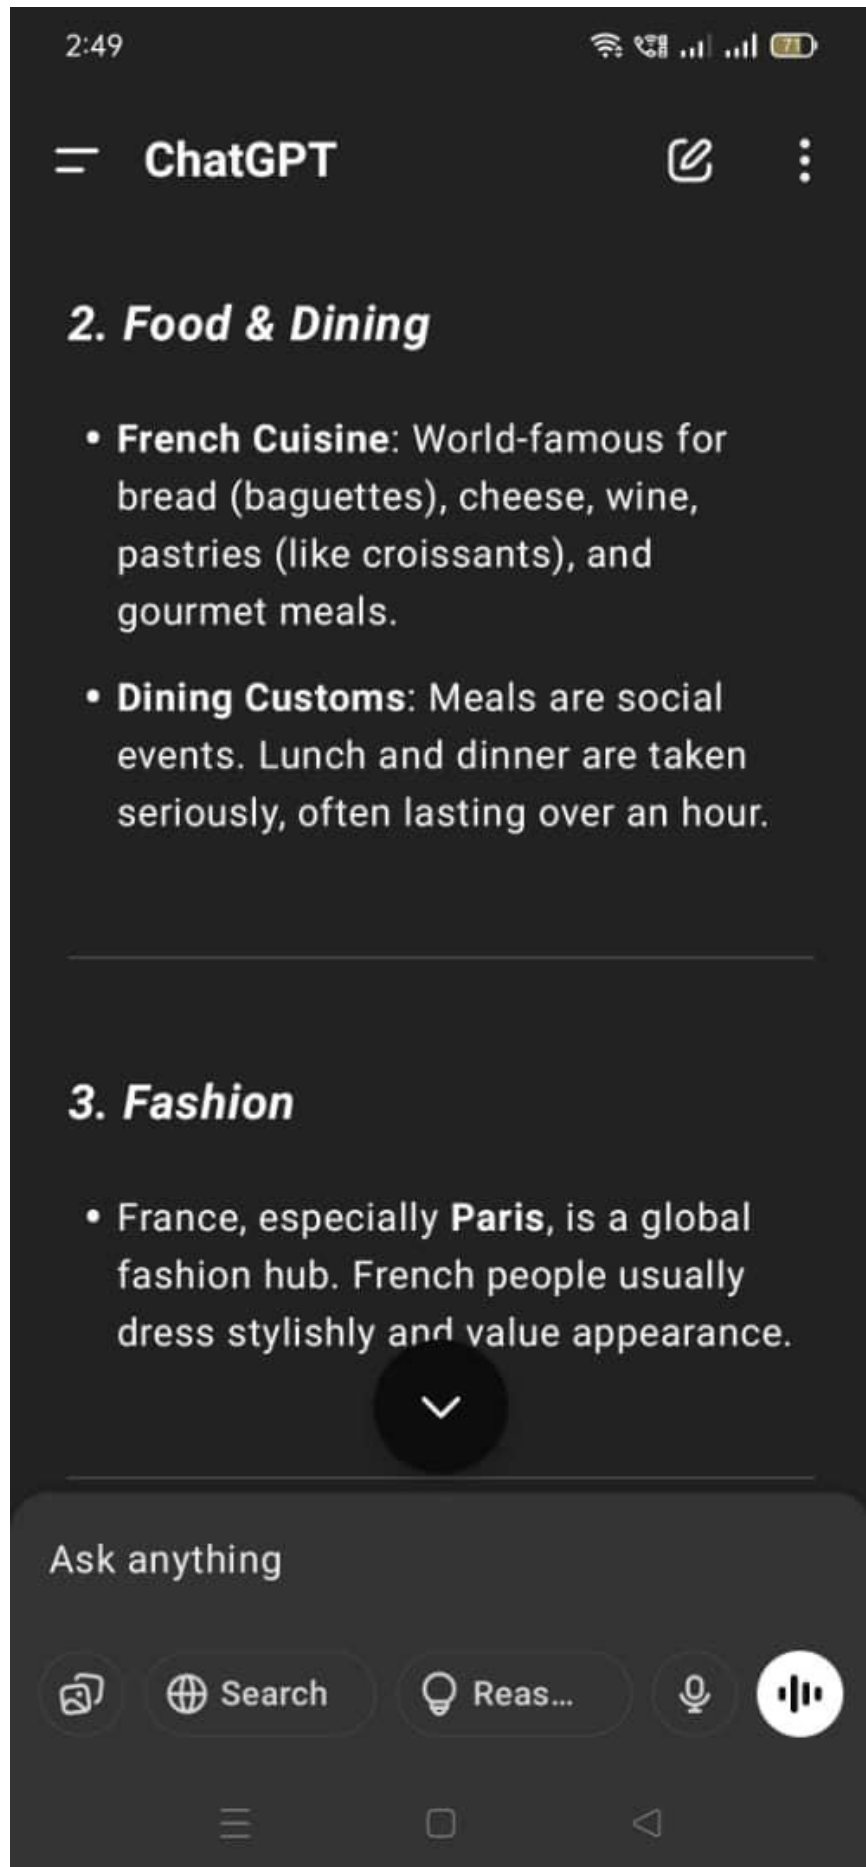 2:49
71
ChatGPT
2. Food & Dining
• French Cuisine: World-famous for
bread (baguettes), cheese, wine,
pastries (like croissants), and
gourmet meals.
• Dining Customs: Meals are social
events. Lunch and dinner are taken
seriously, often lasting over an hour.
3. Fashion
• France, especially Paris, is a global
fashion hub. French people usually
dress stylishly and value appearance.
Ask anything
Search
Reas...